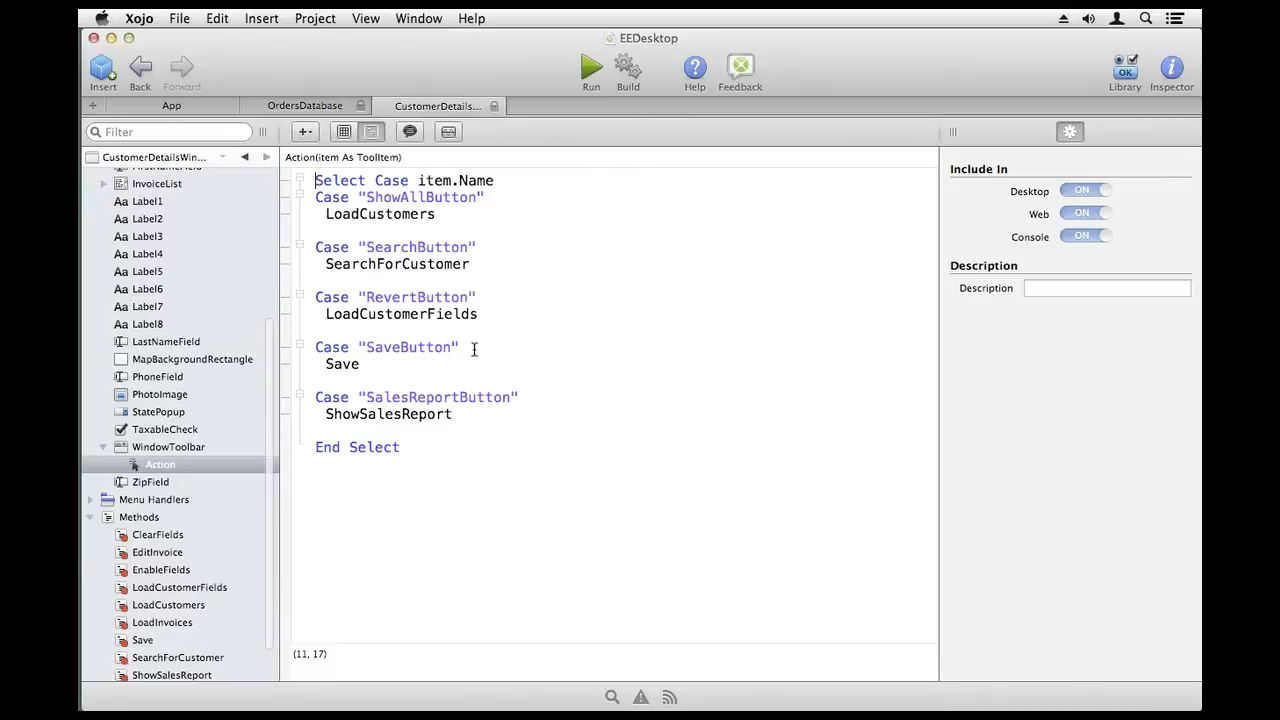 Xojo File Edit Insert Project View Window Help
EEDesktop
Insert Back Forward Run Build Help Feedback OK Library Inspector
App OrdersDatabase CustomerDetails...
Filter
CustomerDetailsWin... Action(item As ToolItem)
InvoiceList
Label1
Label2
Label3
Label4
Label5
Label6
Label7
Label8
LastNameField
MapBackgroundRectangle
PhoneField
PhotoImage
StatePopup
TaxableCheck
WindowToolbar
Action
ZipField
Menu Handlers
Methods
ClearFields
EditInvoice
EnableFields
LoadCustomerFields
LoadCustomers
LoadInvoices
Save
SearchForCustomer
ShowSalesReport
Select Case item.Name
Case "ShowAllButton"
LoadCustomers
Case "SearchButton"
SearchForCustomer
Case "RevertButton"
LoadCustomerFields
Case "SaveButton"
Save
Case "SalesReportButton"
ShowSalesReport
End Select
(11, 17)
Include In
Desktop ON
Web ON
Console ON
Description
Description